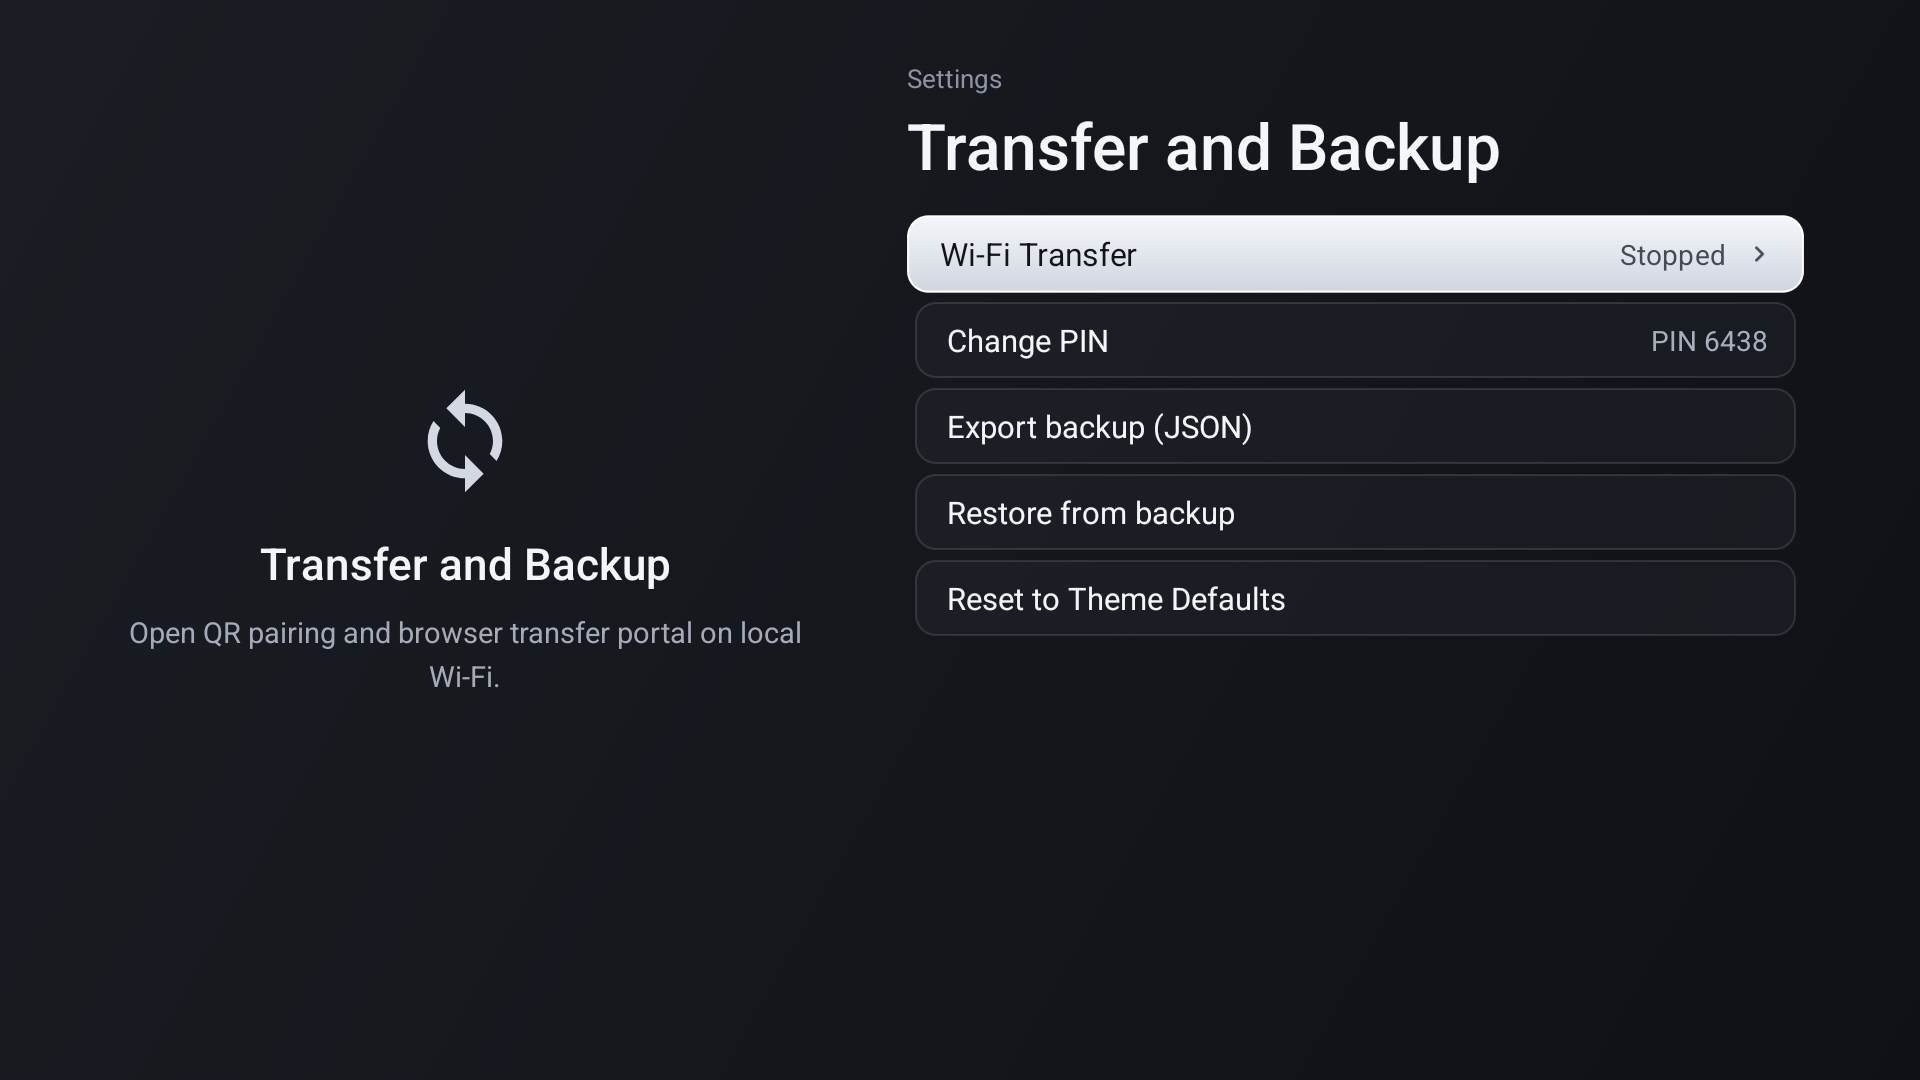 Settings
Transfer and Backup
Wi-Fi Transfer Stopped
Change PIN PIN 6438
Export backup (JSON)
Restore from backup
Reset to Theme Defaults
Transfer and Backup
Open QR pairing and browser transfer portal on local
Wi-Fi.